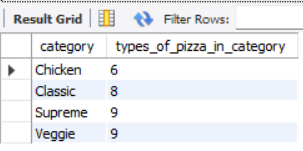 Result Grid Filter Rows:
category types_of_pizza_in_category
Chicken 6
Classic 8
Supreme 9
Veggie 9